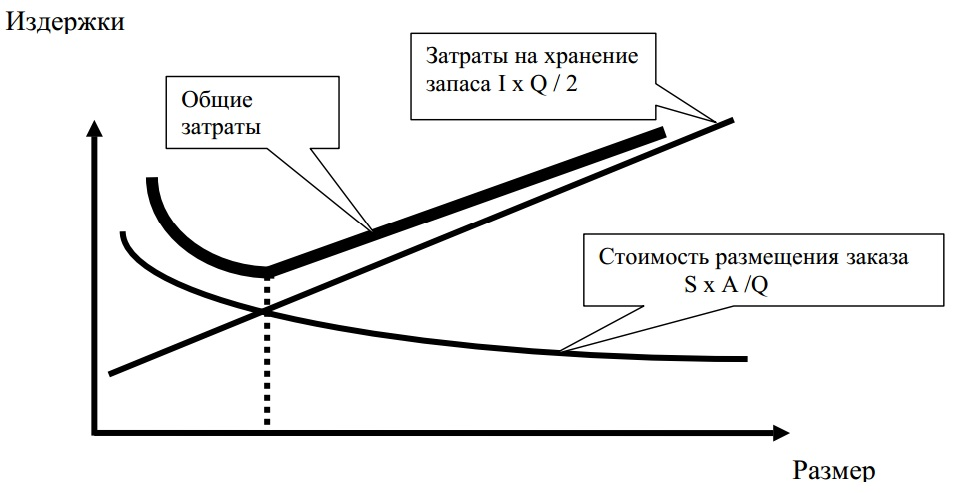 Издержки
Затраты на хранение
запаса I x Q / 2
Общие
затраты
Стоимость размещения заказа
S x A /Q
Размер